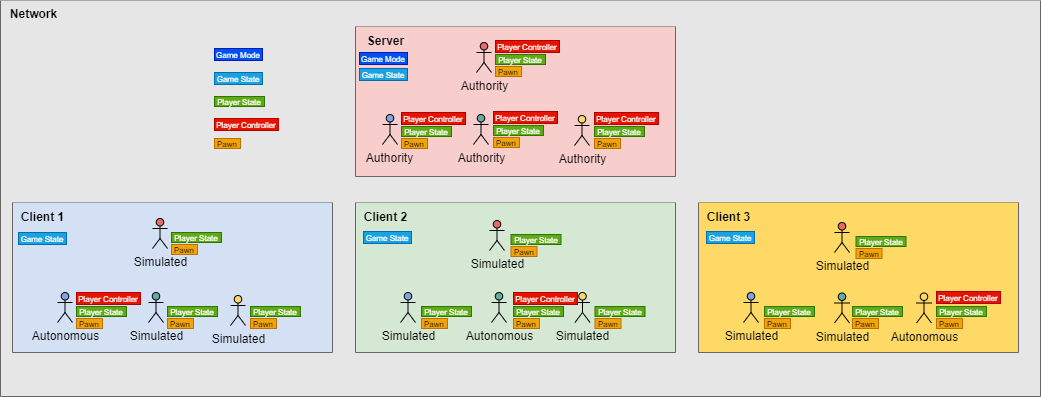 Network
Game Mode
Game State
Player State
Player Controller
Pawn
Server
Game Mode
Game State
Player Controller
Player State
Pawn
Authority
Player Controller
Player State
Pawn
Authority
Player Controller
Player State
Pawn
Authority
Player Controller
Player State
Pawn
Authority
Client 1
Game State
Player State
Pawn
Simulated
Player Controller
Player State
Pawn
Autonomous
Player State
Pawn
Simulated
Player State
Pawn
Simulated
Client 2
Game State
Player State
Pawn
Simulated
Player State
Pawn
Simulated
Player Controller
Player State
Pawn
Autonomous
Player State
Pawn
Simulated
Client 3
Game State
Player State
Pawn
Simulated
Player State
Pawn
Simulated
Player State
Pawn
Simulated
Player Controller
Player State
Pawn
Autonomous